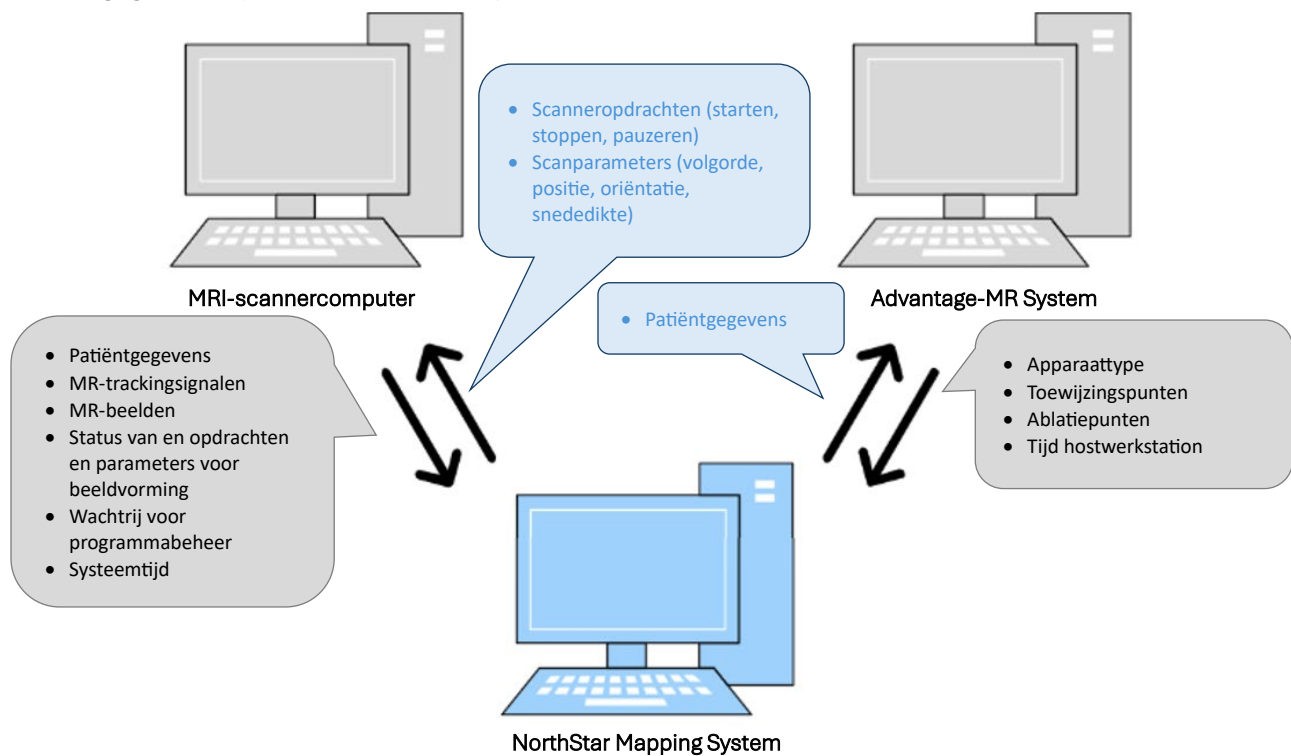 • Scanneropdrachten (starten,
stoppen, pauzeren)
• Scanparameters (volgorde,
positie, oriëntatie,
snededikte)
MRI-scannercomputer
Advantage-MR System
• Patiëntgegevens
• Patiëntgegevens
• MR-trackingsignalen
• MR-beelden
• Status van en opdrachten
en parameters voor
beeldvorming
• Wachtrij voor
programmabeheer
• Systeemtijd
• Apparaattype
• Toewijzingspunten
• Ablatiepunten
• Tijd hostwerkstation
NorthStar Mapping System